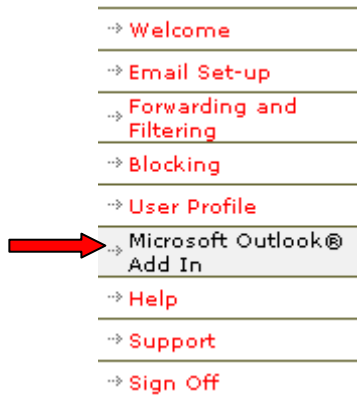 Welcome
Email Set-up
Forwarding and
Filtering
Blocking
User Profile
Microsoft Outlook®
Add In
Help
Support
Sign Off